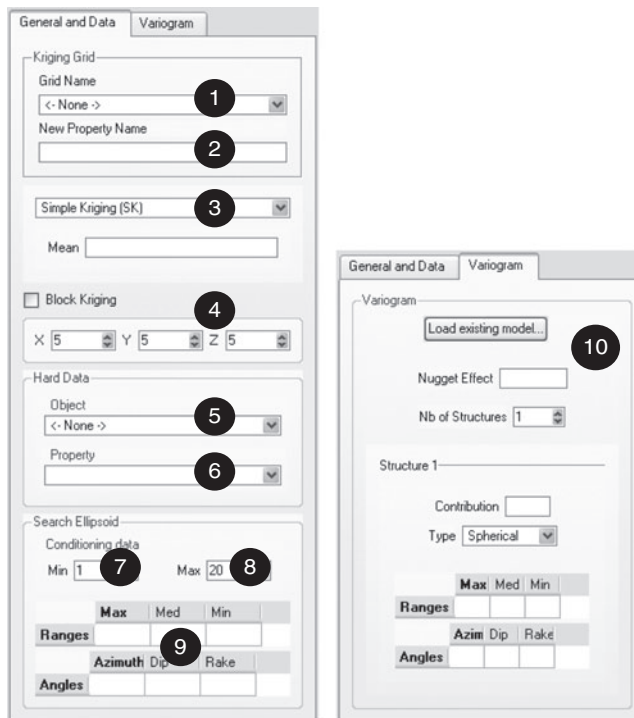 General and Data Variogram
Kriging Grid
Grid Name
<- None -> 1
New Property Name
2
Simple Kriging (SK) 3
Mean
Block Kriging 4
X 5 Y 5 Z 5
Hard Data
Object
<- None -> 5
Property
6
Search Ellipsoid
Conditioning data
Min 1 7 Max 20 8
Max Med Min
Ranges
9
Azimuth Dip Rake
Angles
General and Data Variogram
Variogram
Load existing model...
10
Nugget Effect
Nb of Structures 1
Structure 1
Contribution
Type Spherical
Max Med Min
Ranges
Azim Dip Rake
Angles